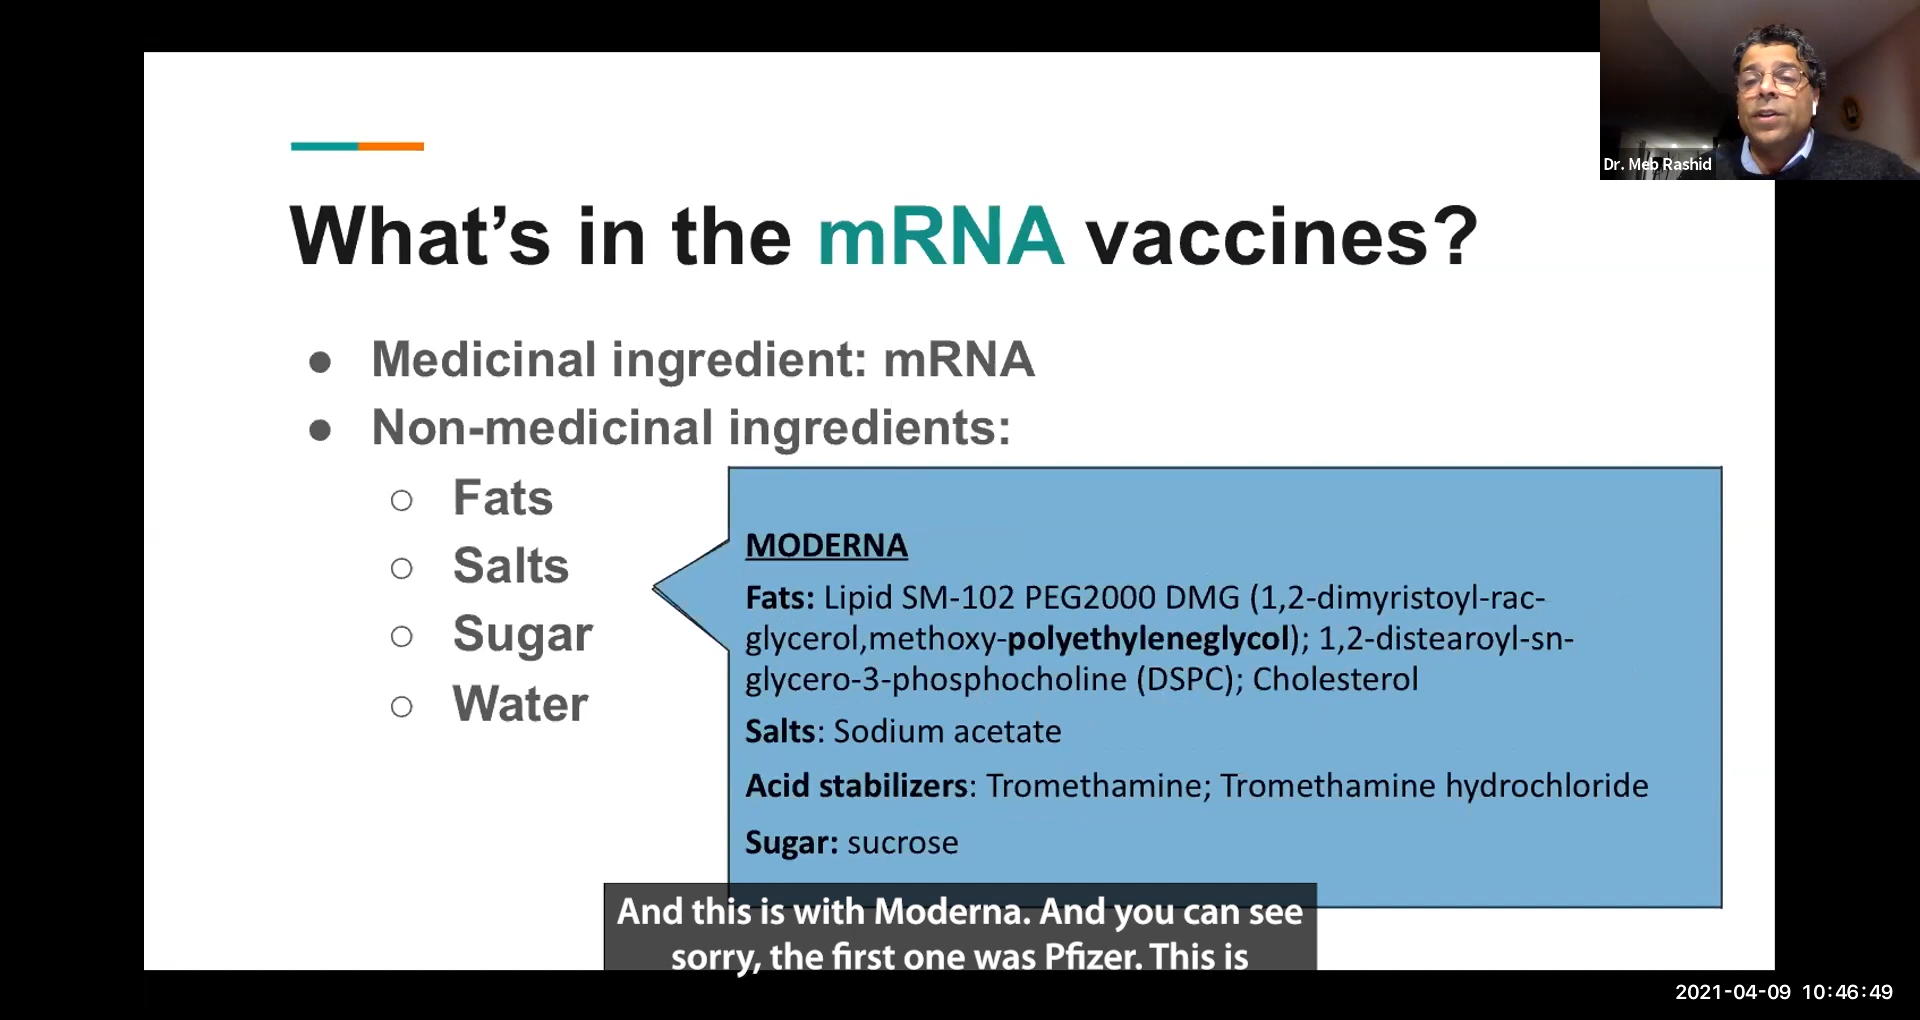 Dr. Meb Rashid
What's in the mRNA vaccines?
● Medicinal ingredient: mRNA
● Non-medicinal ingredients:
○ Fats
○ Salts
○ Sugar
○ Water
MODERNA
Fats: Lipid SM-102 PEG2000 DMG (1,2-dimyristoyl-rac-
glycerol,methoxy-polyethyleneglycol); 1,2-distearoyl-sn-
glycero-3-phosphocholine (DSPC); Cholesterol
Salts: Sodium acetate
Acid stabilizers: Tromethamine; Tromethamine hydrochloride
Sugar: sucrose
And this is with Moderna. And you can see
sorry, the first one was Pfizer. This is
2021-04-09 10:46:49